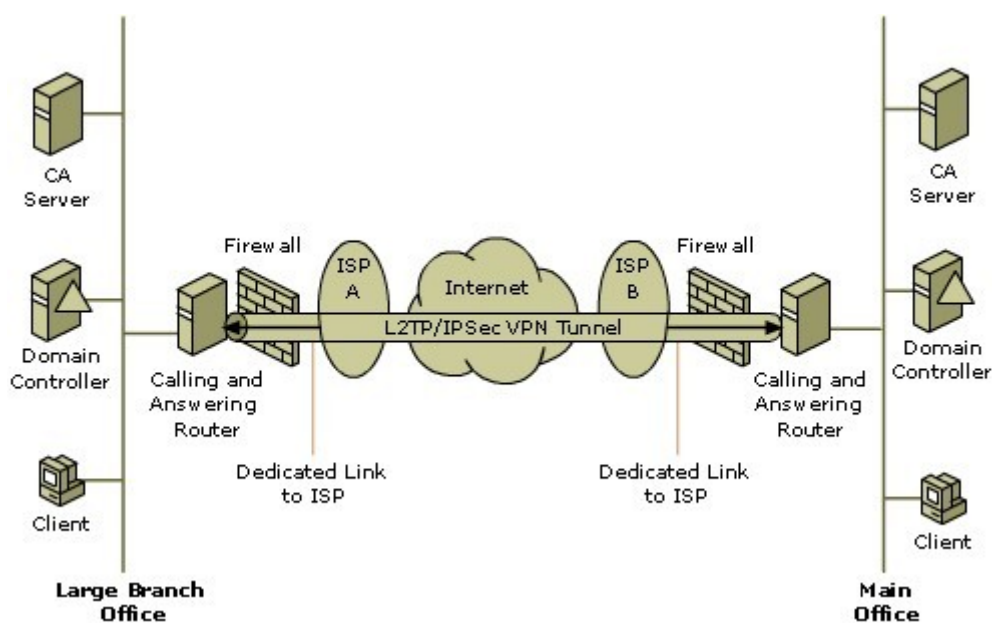 CA
Server
Domain
Controller
Client
Large Branch
Office
Firewall
Calling and
Answering
Router
ISP
A
Internet
L2TP/IPSec VPN Tunnel
Dedicated Link
to ISP
ISP
B
Dedicated Link
to ISP
Firewall
Calling and
Answering
Router
CA
Server
Domain
Controller
Client
Main
Office